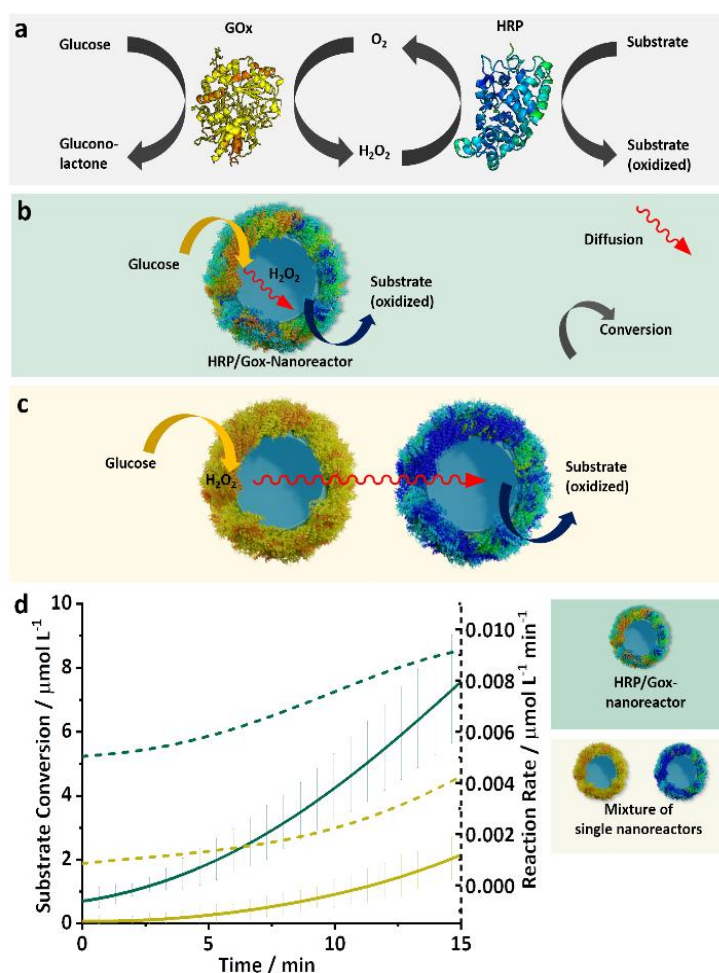 a
GOx
HRP
Glucose
O₂
Substrate
Glucono-
lactone
H₂O₂
Substrate
(oxidized)
b
Glucose
H₂O₂
Substrate
(oxidized)
HRP/Gox-Nanoreactor
Diffusion
Conversion
c
Glucose
H₂O₂
Substrate
(oxidized)
d
Substrate Conversion / µmol L⁻¹
10
8
6
4
2
0
0
5
10
15
Time / min
0.010
0.008
0.006
0.004
0.002
0.000
Reaction Rate / µmol L⁻¹ min⁻¹
HRP/Gox-
nanoreactor
Mixture of
single nanoreactors